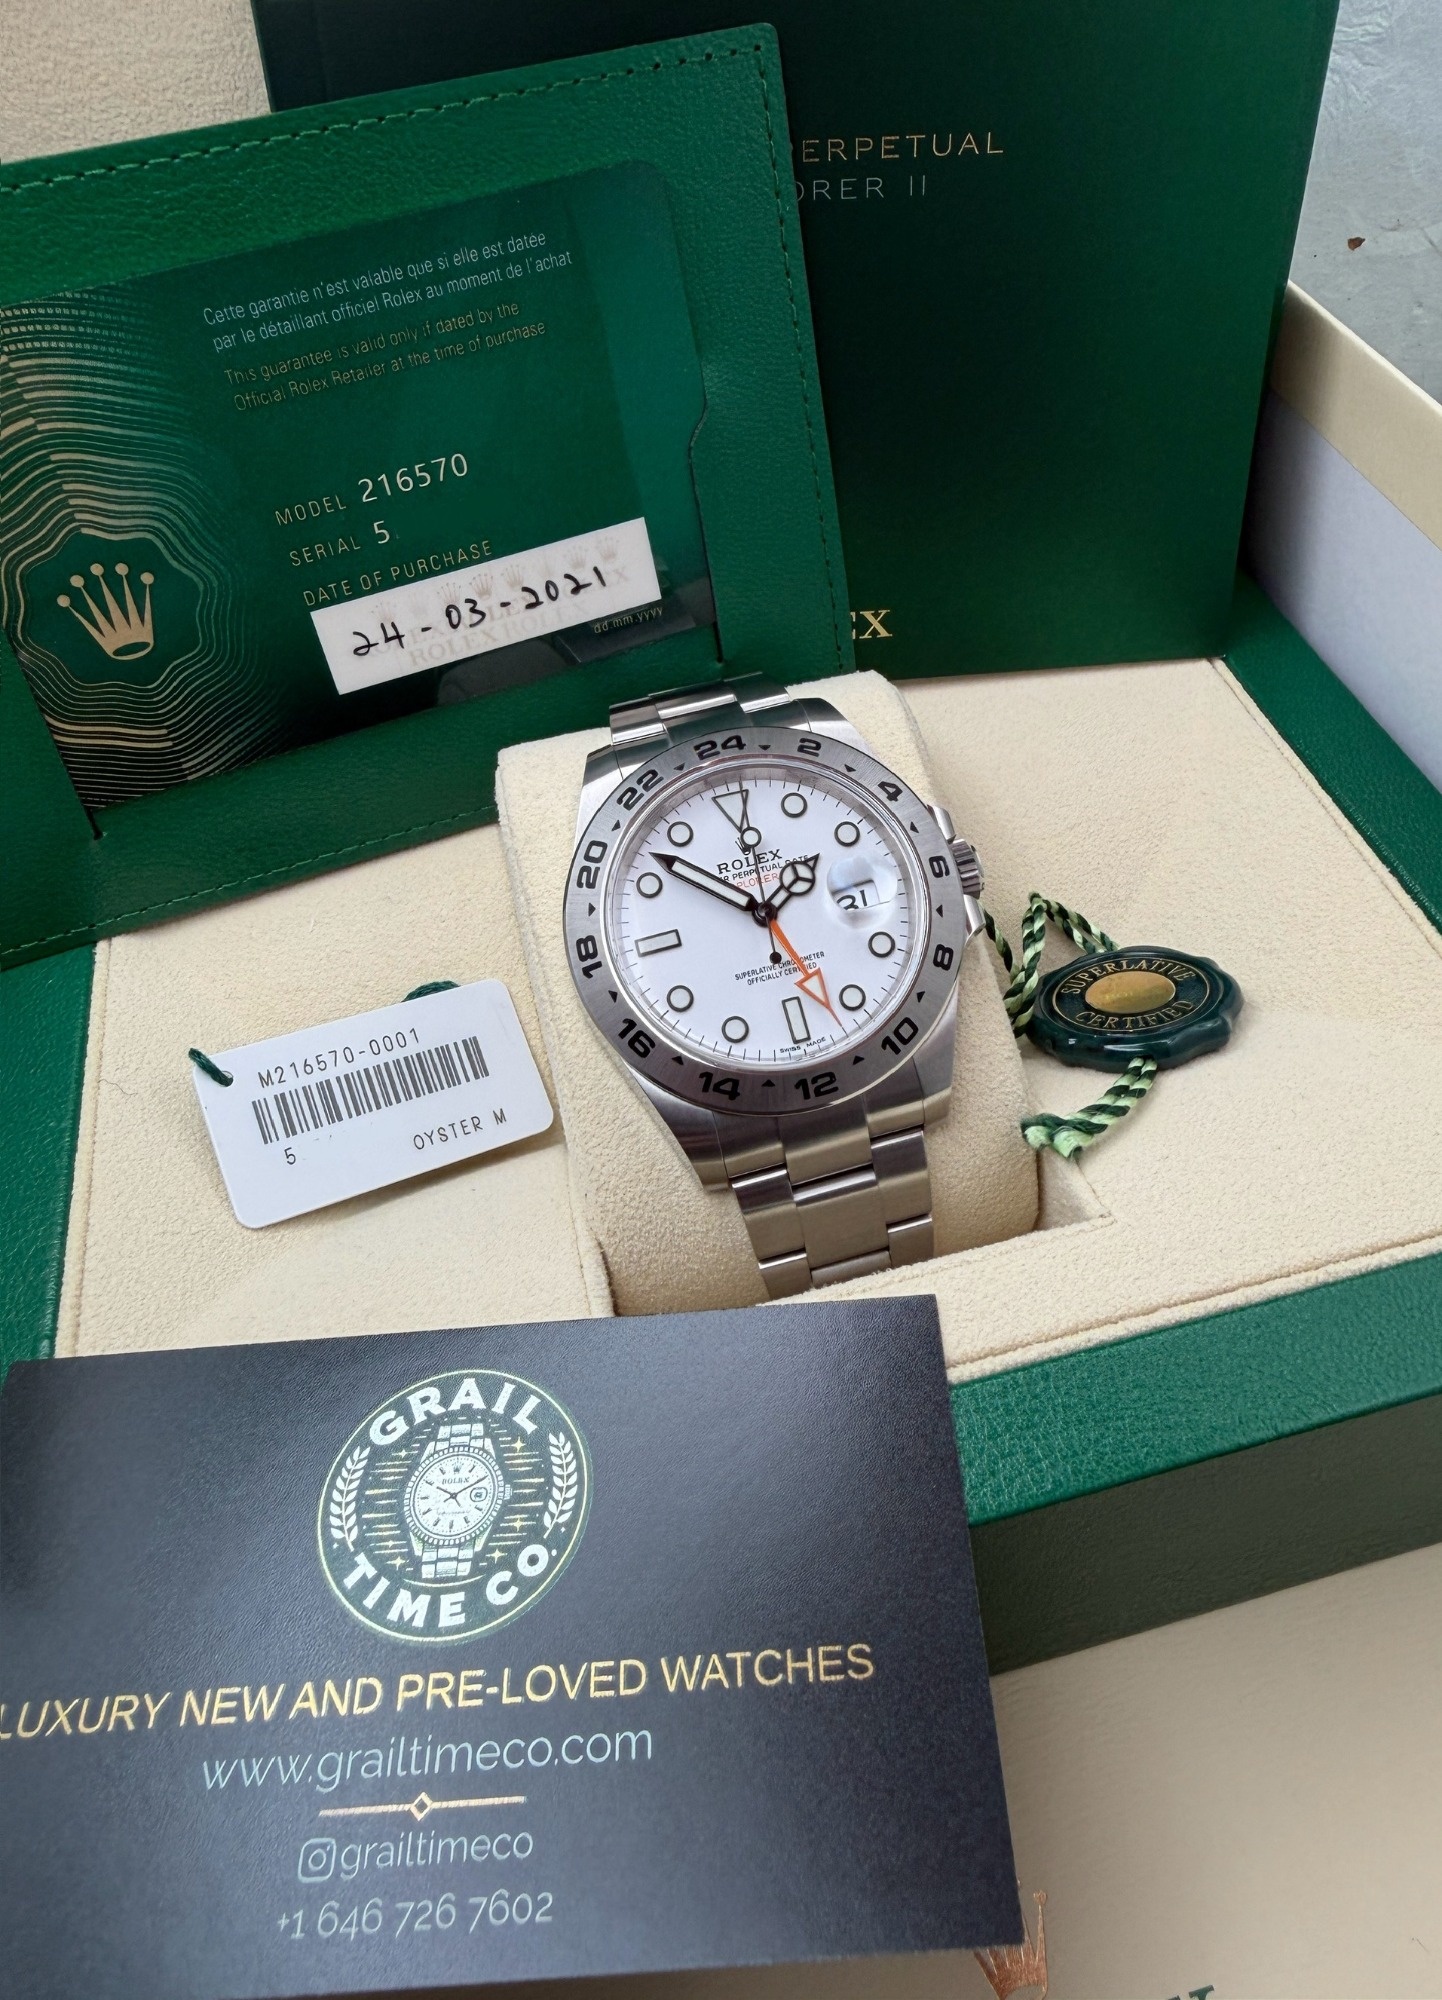 ERPETUAL
ORER II
Cette garantie n'est valable que si elle est datée
par le détaillant officiel Rolex au moment de l'achat
This guarantee is valid only if dated by the
Official Rolex Retailer at the time of purchase
MODEL 216570
SERIAL 5
DATE OF PURCHASE
24-03-2021
dd.mm.yyyy
EX
24 2 4 6 8 10 12 14 16 18 20 22
ROLEX
PERPETUAL DATE
31
SUPERLATIVE CHRONOMETER
OFFICIALLY CERTIFIED
SWISS MADE
SUPERLATIVE
CERTIFIED
M216570-0001
5
OYSTER M
GRAIL
ROLEX
TIME CO.
LUXURY NEW AND PRE-LOVED WATCHES
www.grailtimeco.com
grailtimeco
+1 646 726 7602